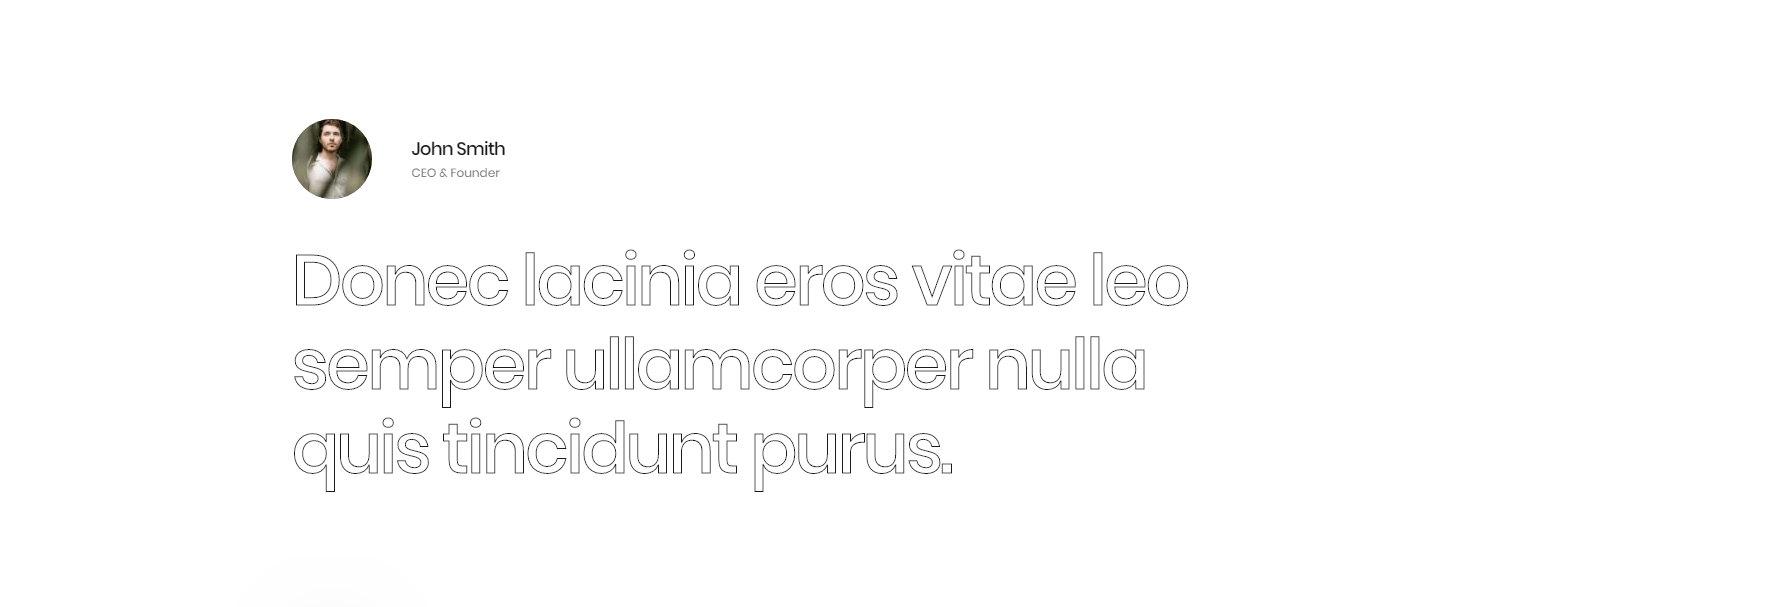 John Smith
CEO & Founder
Donec lacinia eros vitae leo
semper ullamcorper nulla
quis tincidunt purus.